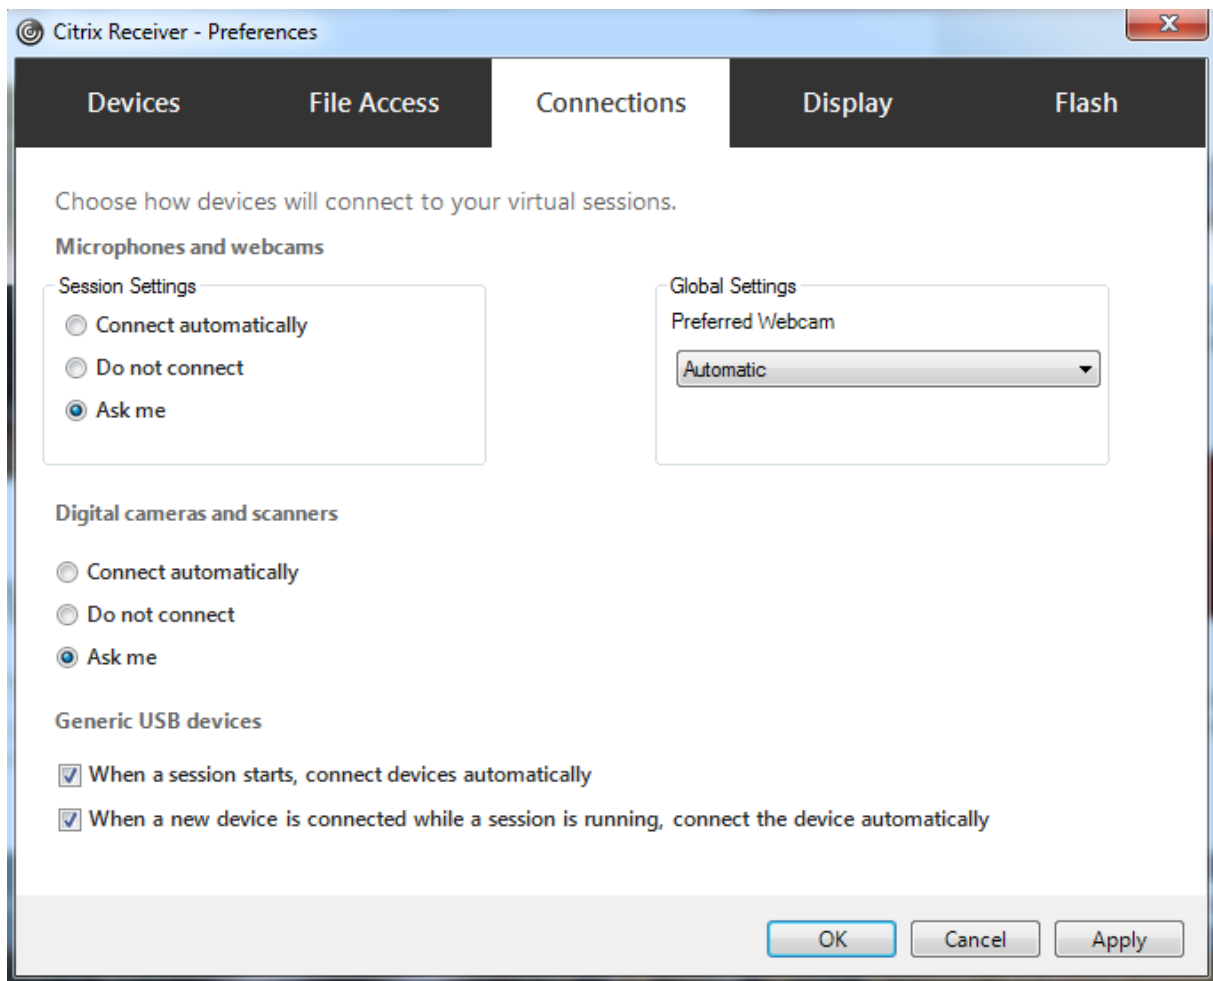 Citrix Receiver - Preferences
Devices
File Access
Connections
Display
Flash
Choose how devices will connect to your virtual sessions.
Microphones and webcams
Session Settings
Connect automatically
Do not connect
Ask me
Global Settings
Preferred Webcam
Automatic
Digital cameras and scanners
Connect automatically
Do not connect
Ask me
Generic USB devices
When a session starts, connect devices automatically
When a new device is connected while a session is running, connect the device automatically
OK
Cancel
Apply